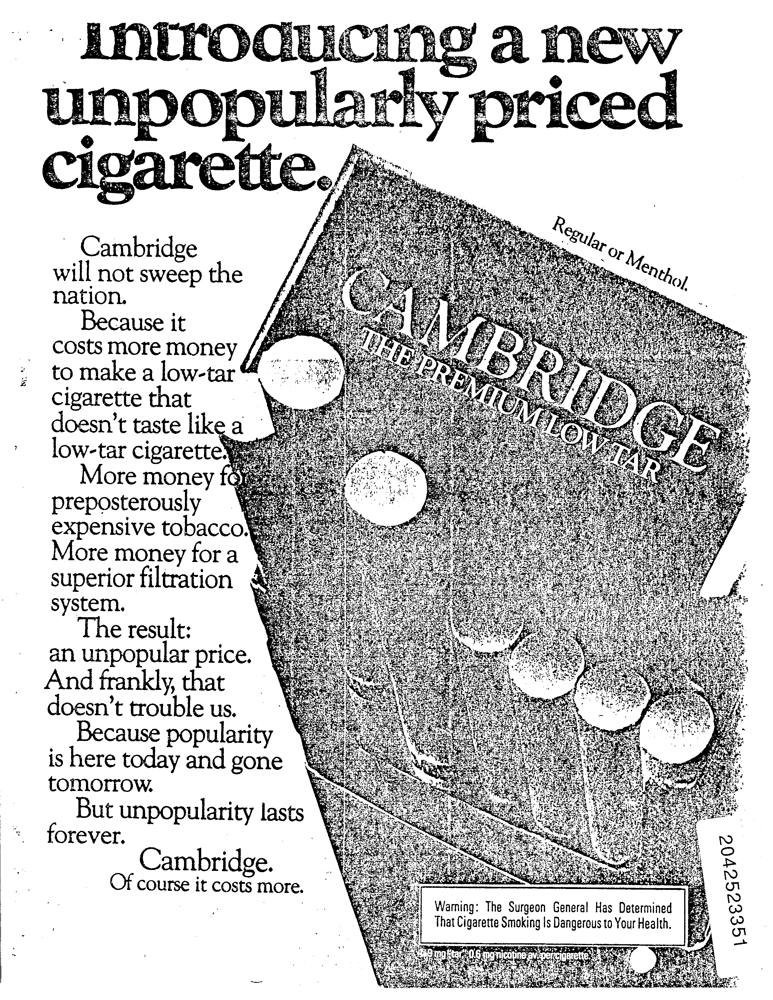 Introducing a new
unpopularly priced
cigarette.
Regular or Menthol.
CAMBRIDGE
THE PREMIUM LOW TAR
Cambridge
will not sweep the
nation.
Because it
costs more money
to make a low-tar
cigarette that
doesn't taste like a
low-tar cigarette.
More money for
preposterously
expensive tobacco.
More money for a
superior filtration
system.
The result:
an unpopular price.
And frankly, that
doesn't trouble us.
Because popularity
is here today and gone
tomorrow.
But unpopularity lasts
forever.
Cambridge.
Of course it costs more.
Warning: The Surgeon General Has Determined
That Cigarette Smoking Is Dangerous to Your Health.
mg "tar" 0.6 mg nicotine av. per cigarette
2042523351